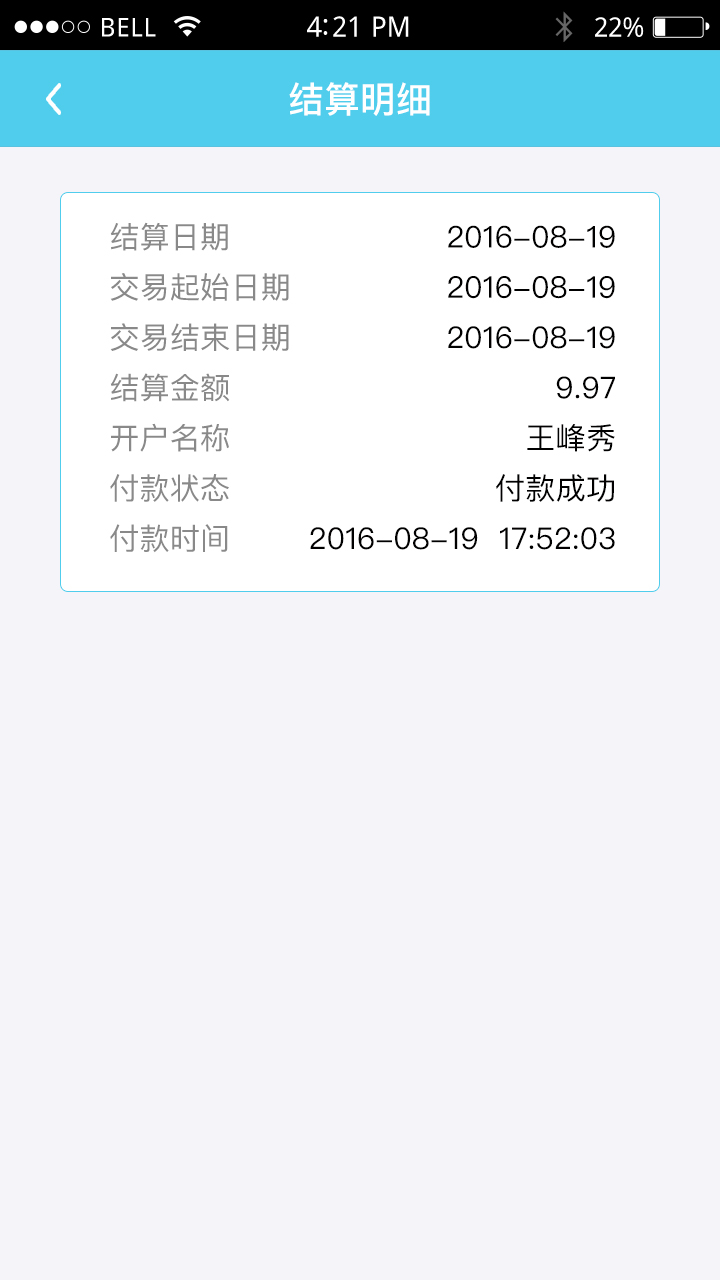 BELL 4:21 PM 22%
结算明细
结算日期 2016-08-19
交易起始日期 2016-08-19
交易结束日期 2016-08-19
结算金额 9.97
开户名称 王峰秀
付款状态 付款成功
付款时间 2016-08-19 17:52:03